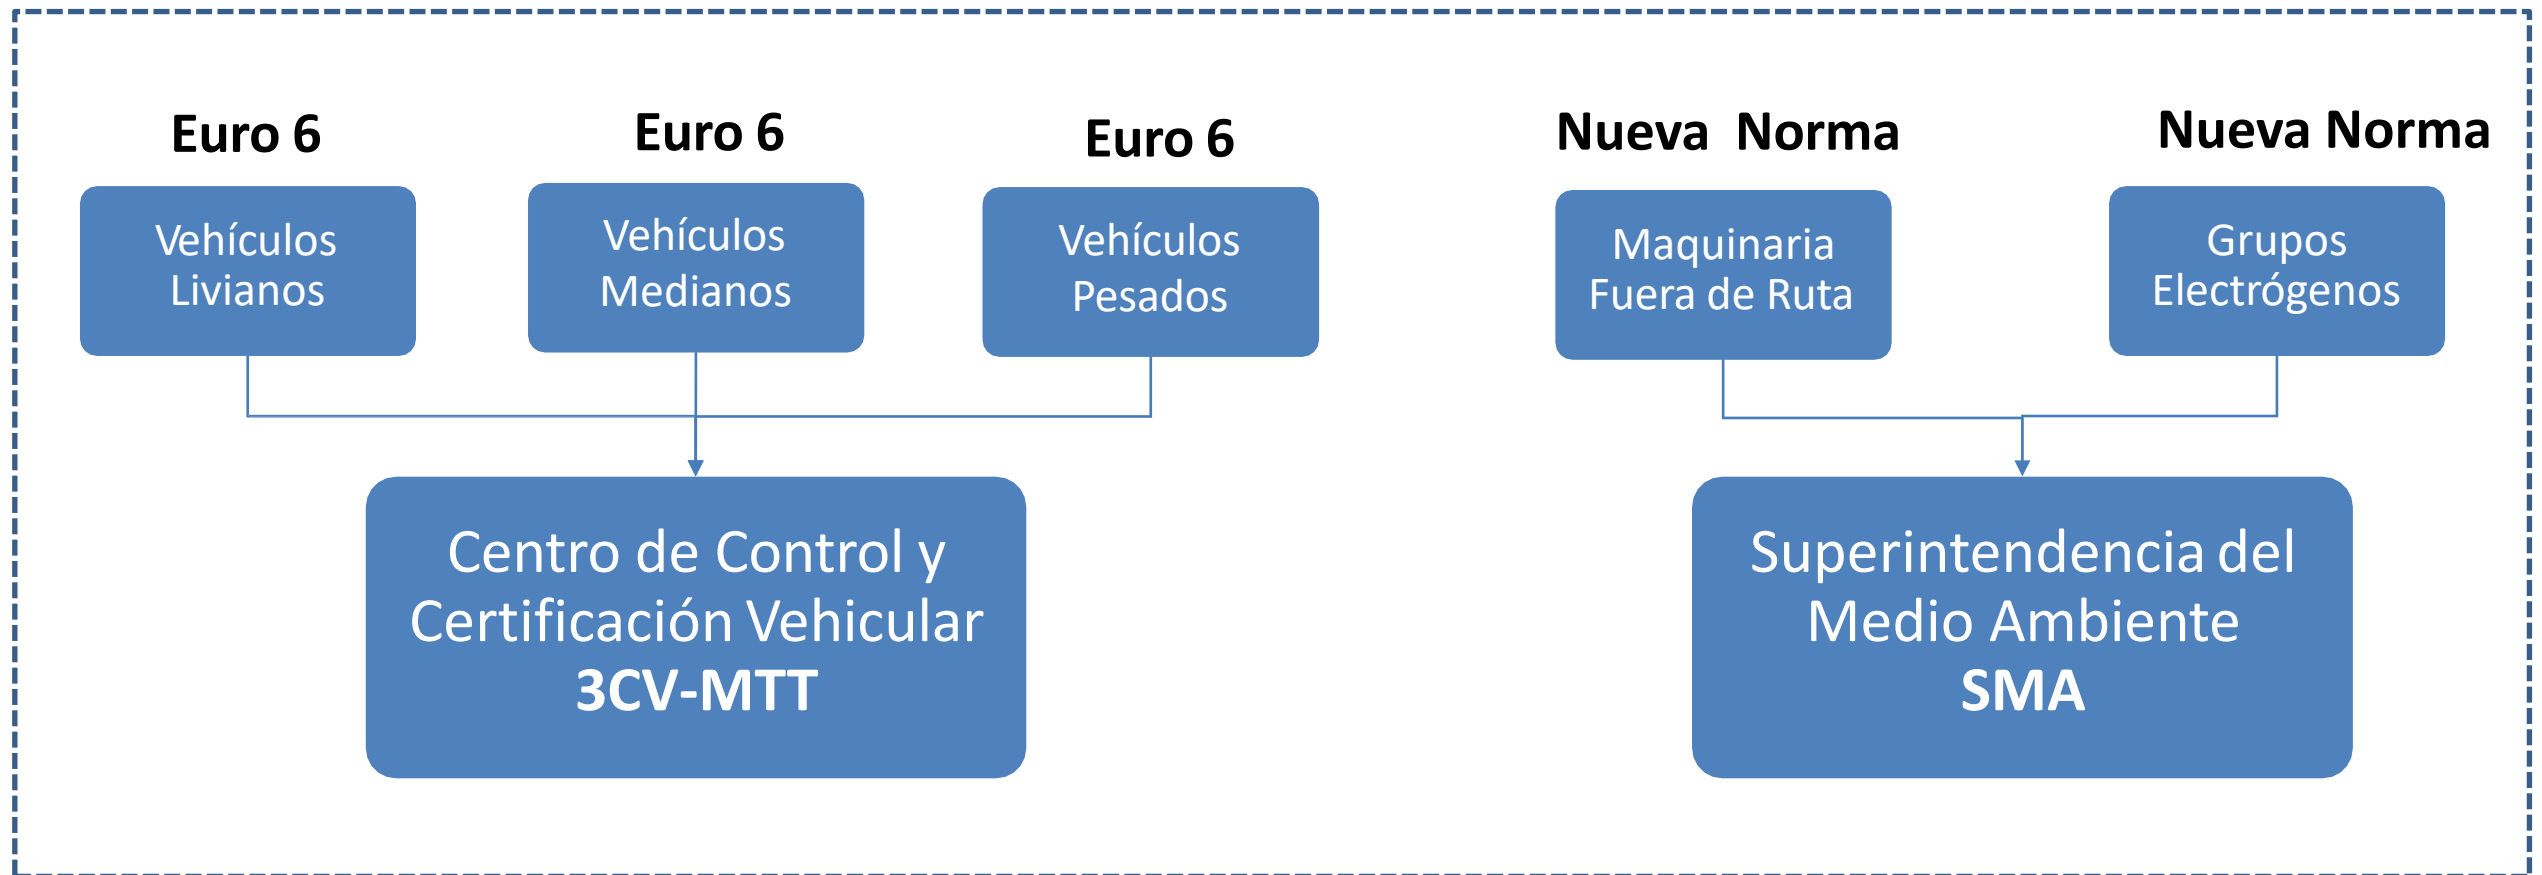 Euro 6
Euro 6
Euro 6
Nueva Norma
Nueva Norma
Vehículos
Livianos
Vehículos
Medianos
Vehículos
Pesados
Maquinaria
Fuera de Ruta
Grupos
Electrógenos
Centro de Control y
Certificación Vehicular
3CV-MTT
Superintendencia del
Medio Ambiente
SMA